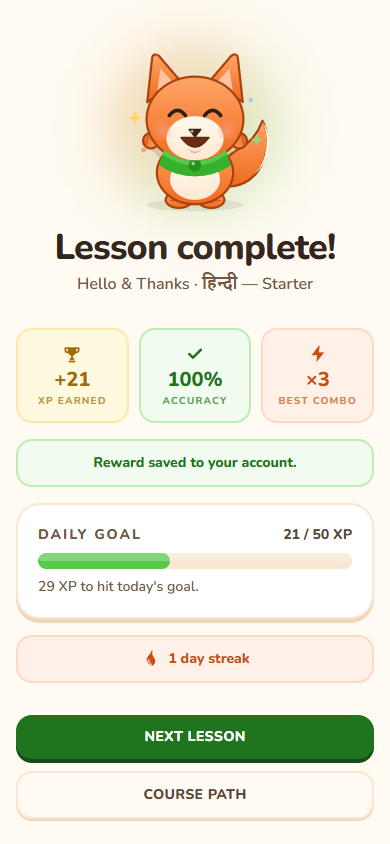 Lesson complete!
Hello & Thanks · हिन्दी — Starter
+21
XP EARNED
100%
ACCURACY
×3
BEST COMBO
Reward saved to your account.
DAILY GOAL
21 / 50 XP
29 XP to hit today's goal.
1 day streak
NEXT LESSON
COURSE PATH